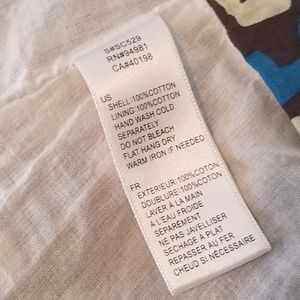 S#SC529
RN#94981
CA#40198
US
SHELL:100%COTTON
LINING:100%COTTON
HAND WASH COLD
SEPARATELY
DO NOT BLEACH
FLAT HANG DRY
WARM IRON IF NEEDED
FR
EXTERIEUR:100%COTON
DOUBLURE:100%COTON
LAVER À LA MAIN
À L'EAU FROIDE
SÉPARÉMENT
NE PAS JAVELLISER
SECHAGE À PLAT
REPASSER AU FER
CHEUD SI NÉCESSAIRE